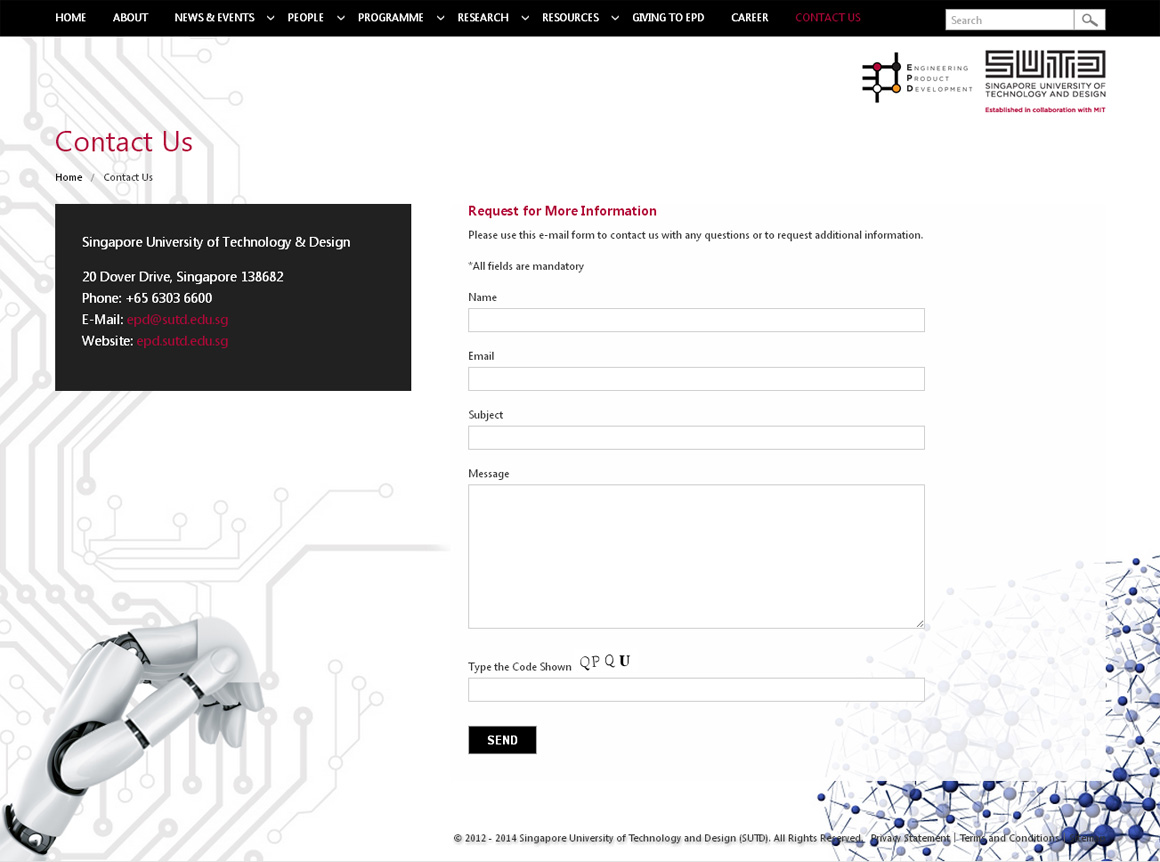 HOME ABOUT NEWS & EVENTS PEOPLE PROGRAMME RESEARCH RESOURCES GIVING TO EPD CAREER CONTACT US Search
ENGINEERING
PRODUCT
DEVELOPMENT
SUTD
SINGAPORE UNIVERSITY OF
TECHNOLOGY AND DESIGN
Established in collaboration with MIT
Contact Us
Home / Contact Us
Singapore University of Technology & Design
20 Dover Drive, Singapore 138682
Phone: +65 6303 6600
E-Mail: epd@sutd.edu.sg
Website: epd.sutd.edu.sg
Request for More Information
Please use this e-mail form to contact us with any questions or to request additional information.
*All fields are mandatory
Name
Email
Subject
Message
Type the Code Shown QPQU
SEND
© 2012 - 2014 Singapore University of Technology and Design (SUTD). All Rights Reserved. Privacy Statement | Terms and Conditions |